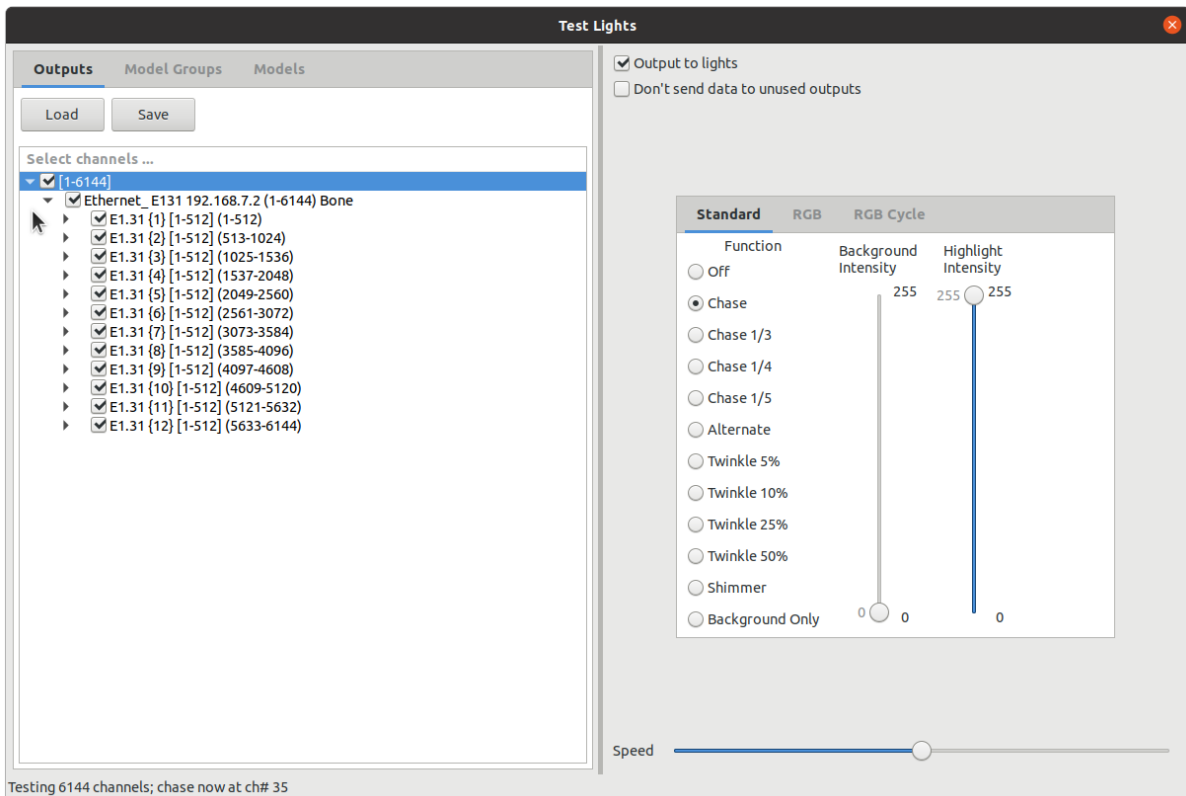 Test Lights
Outputs Model Groups Models
Load Save
Select channels ...
[1-6144]
Ethernet_ E131 192.168.7.2 (1-6144) Bone
E1.31 {1} [1-512] (1-512)
E1.31 {2} [1-512] (513-1024)
E1.31 {3} [1-512] (1025-1536)
E1.31 {4} [1-512] (1537-2048)
E1.31 {5} [1-512] (2049-2560)
E1.31 {6} [1-512] (2561-3072)
E1.31 {7} [1-512] (3073-3584)
E1.31 {8} [1-512] (3585-4096)
E1.31 {9} [1-512] (4097-4608)
E1.31 {10} [1-512] (4609-5120)
E1.31 {11} [1-512] (5121-5632)
E1.31 {12} [1-512] (5633-6144)
Output to lights
Don't send data to unused outputs
Standard RGB RGB Cycle
Function
Off
Chase
Chase 1/3
Chase 1/4
Chase 1/5
Alternate
Twinkle 5%
Twinkle 10%
Twinkle 25%
Twinkle 50%
Shimmer
Background Only
Background
Intensity
255
0 0
Highlight
Intensity
255 255
0
Speed
Testing 6144 channels; chase now at ch# 35